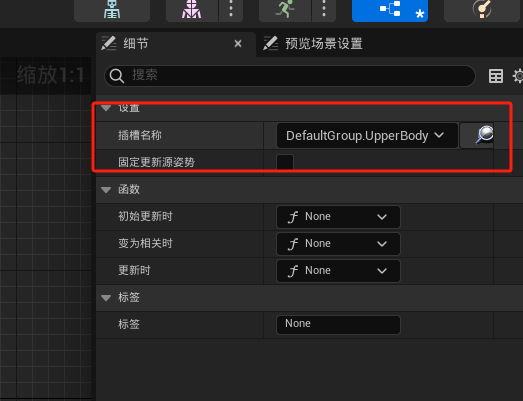 细节
预览场景设置
缩放1:1
搜索
设置
插槽名称 DefaultGroup.UpperBody
固定更新源姿势
函数
初始更新时 None
变为相关时 None
更新时 None
标签
标签 None